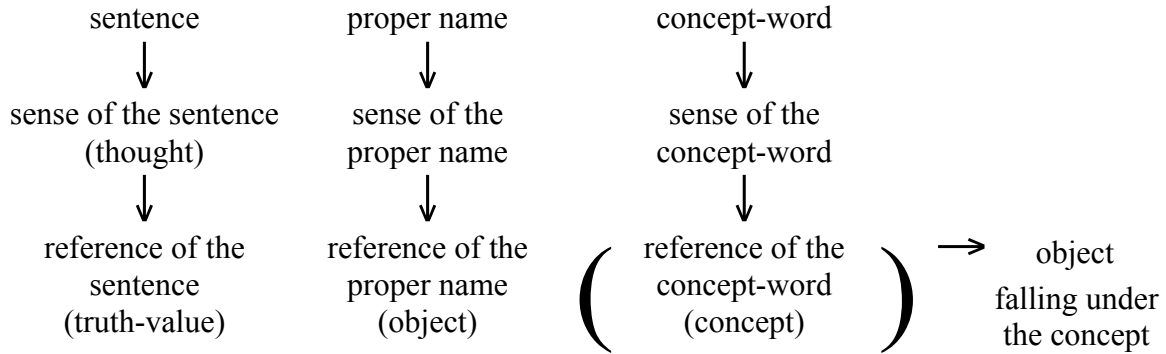 sentence
proper name
concept-word
sense of the sentence
(thought)
sense of the
proper name
sense of the
concept-word
reference of the
sentence
(truth-value)
reference of the
proper name
(object)
reference of the
concept-word
(concept)
object
falling under
the concept